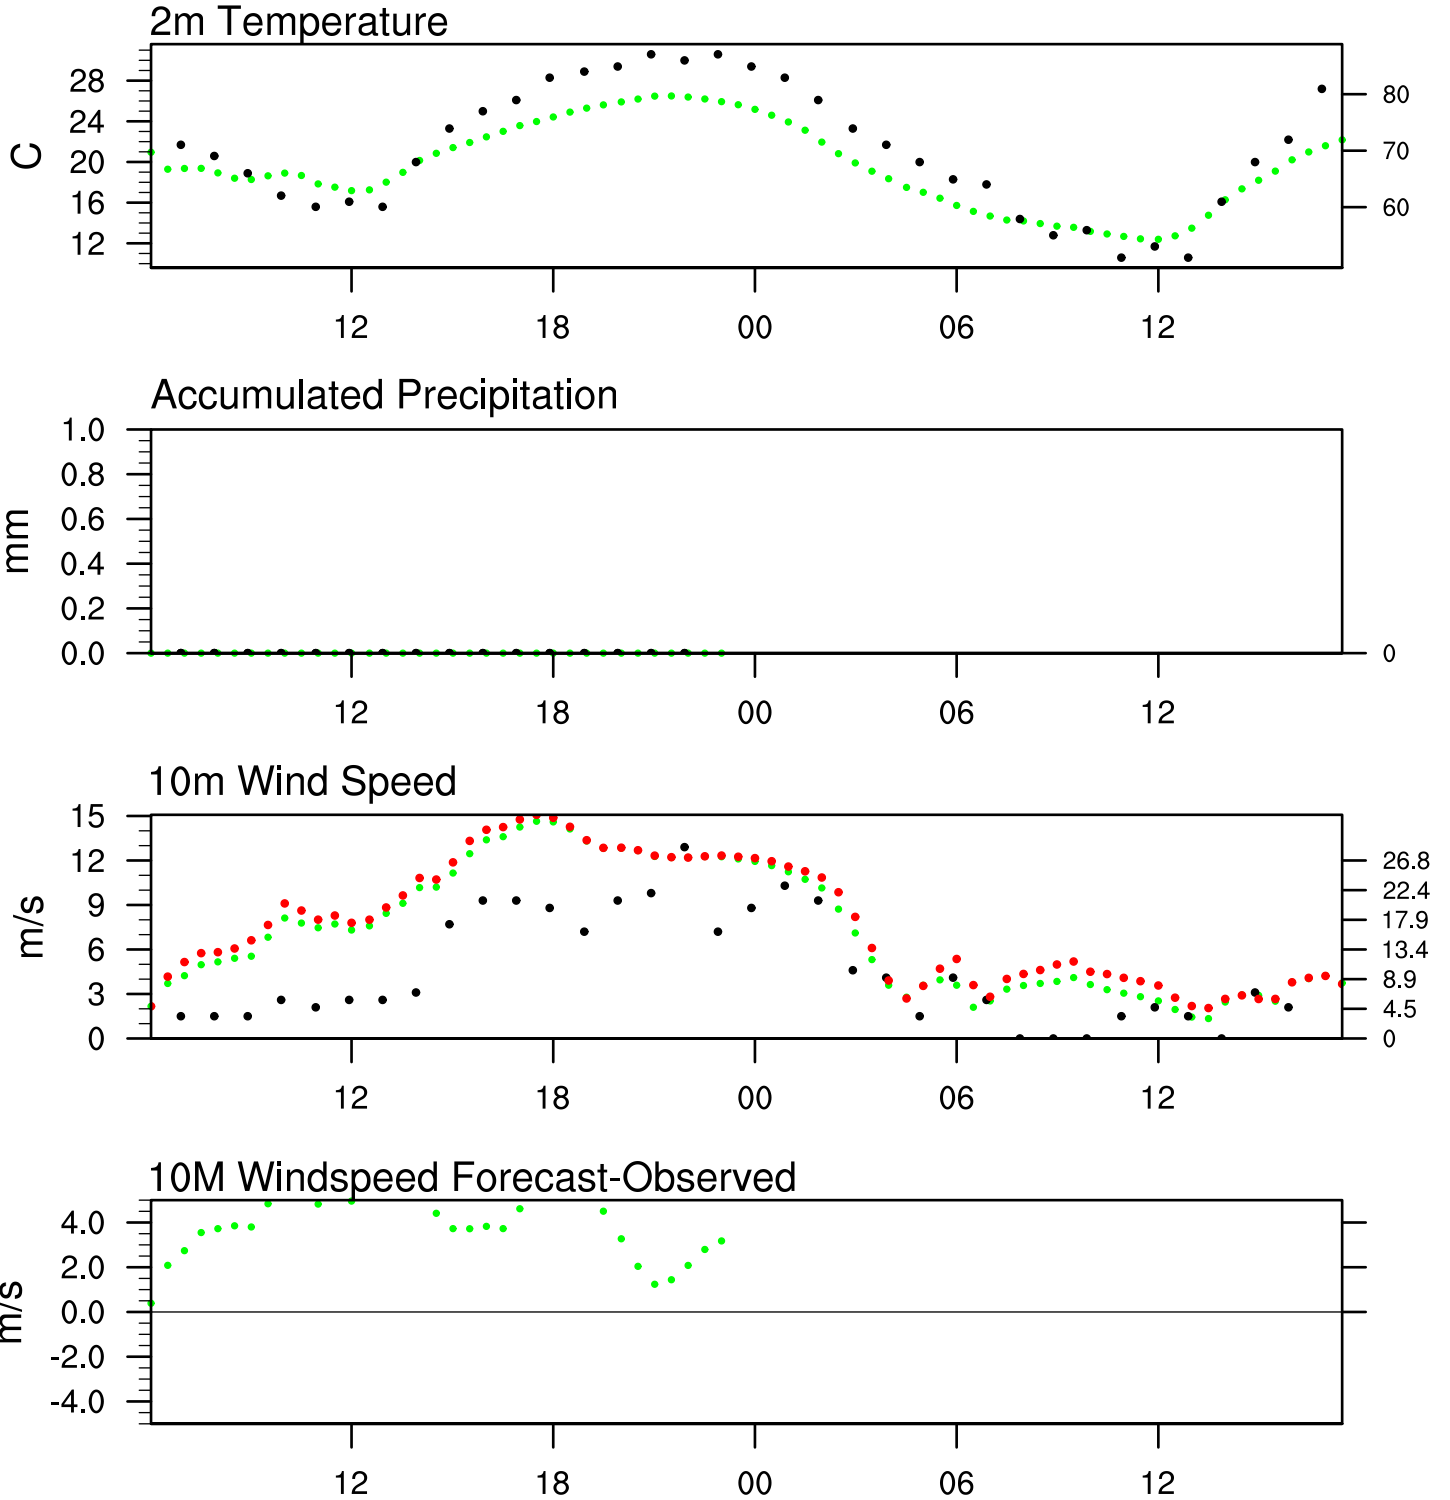 2m Temperature
C
28
24
20
16
12
80
70
60
12 18 00 06 12
Accumulated Precipitation
mm
1.0
0.8
0.6
0.4
0.2
0.0
0
12 18 00 06 12
10m Wind Speed
m/s
15
12
9
6
3
0
26.8
22.4
17.9
13.4
8.9
4.5
0
12 18 00 06 12
10M Windspeed Forecast-Observed
m/s
4.0
2.0
0.0
-2.0
-4.0
12 18 00 06 12